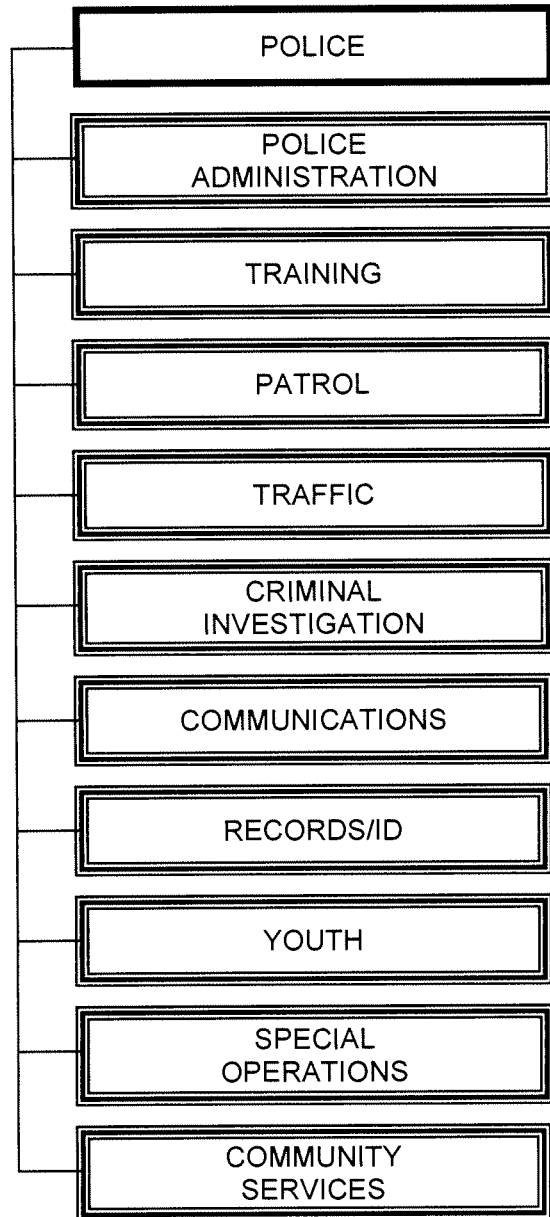 POLICE
POLICE
ADMINISTRATION
TRAINING
PATROL
TRAFFIC
CRIMINAL
INVESTIGATION
COMMUNICATIONS
RECORDS/ID
YOUTH
SPECIAL
OPERATIONS
COMMUNITY
SERVICES